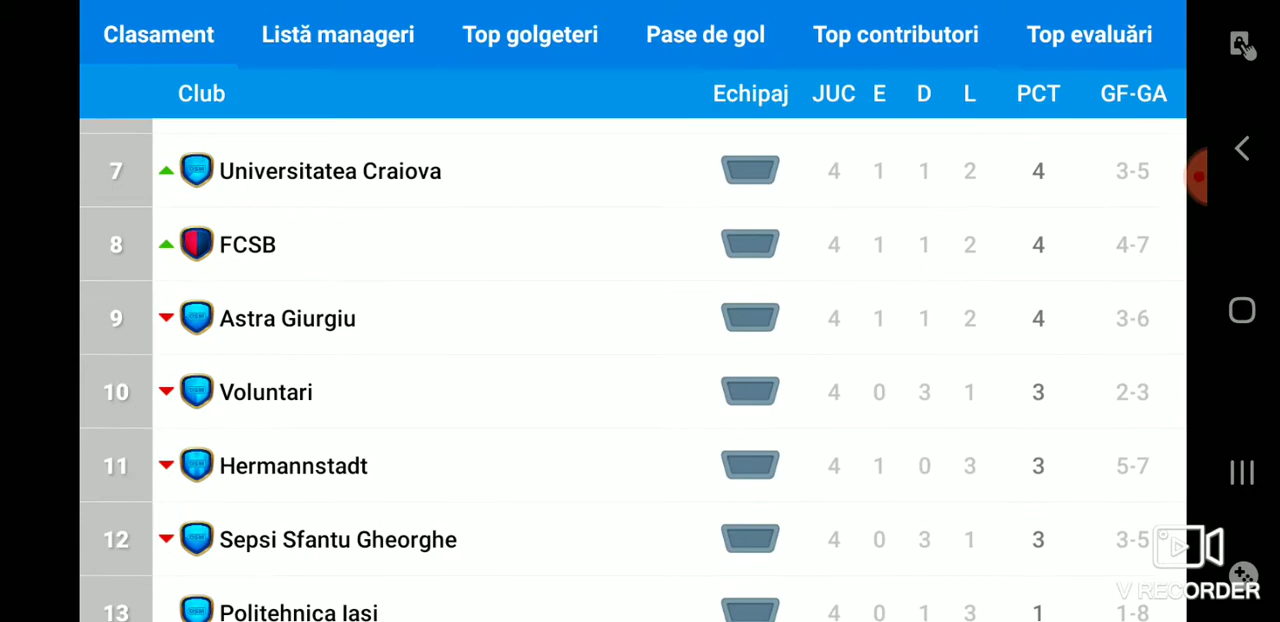 Clasament Listă manageri Top golgeteri Pase de gol Top contributori Top evaluări
Club Echipaj JUC E D L PCT GF-GA
7 Universitatea Craiova 4 1 1 2 4 3-5
8 FCSB 4 1 1 2 4 4-7
9 Astra Giurgiu 4 1 1 2 4 3-6
10 Voluntari 4 0 3 1 3 2-3
11 Hermannstadt 4 1 0 3 3 5-7
12 Sepsi Sfantu Gheorghe 4 0 3 1 3 3-5
13 Politehnica Iasi 4 0 1 3 1 1-8
V RECORDER